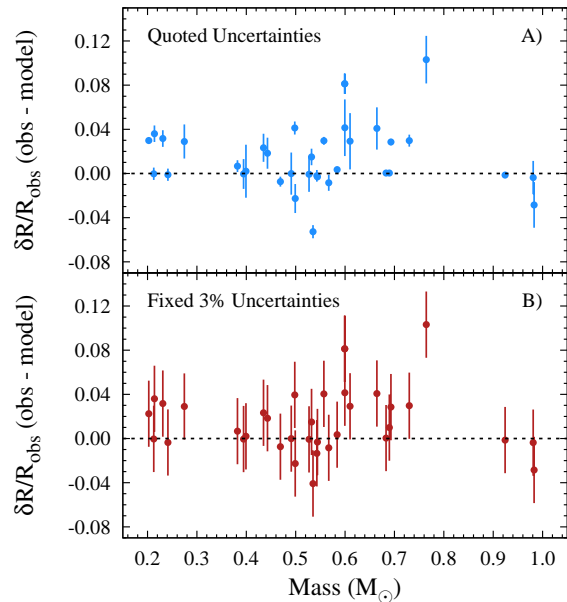 0.12
Quoted Uncertainties
A)
0.08
0.04
0.00
-0.04
-0.08
δR/R_obs (obs - model)
0.12
Fixed 3% Uncertainties
B)
0.08
0.04
0.00
-0.04
-0.08
δR/R_obs (obs - model)
0.2 0.3 0.4 0.5 0.6 0.7 0.8 0.9 1.0
Mass (M_⊙)